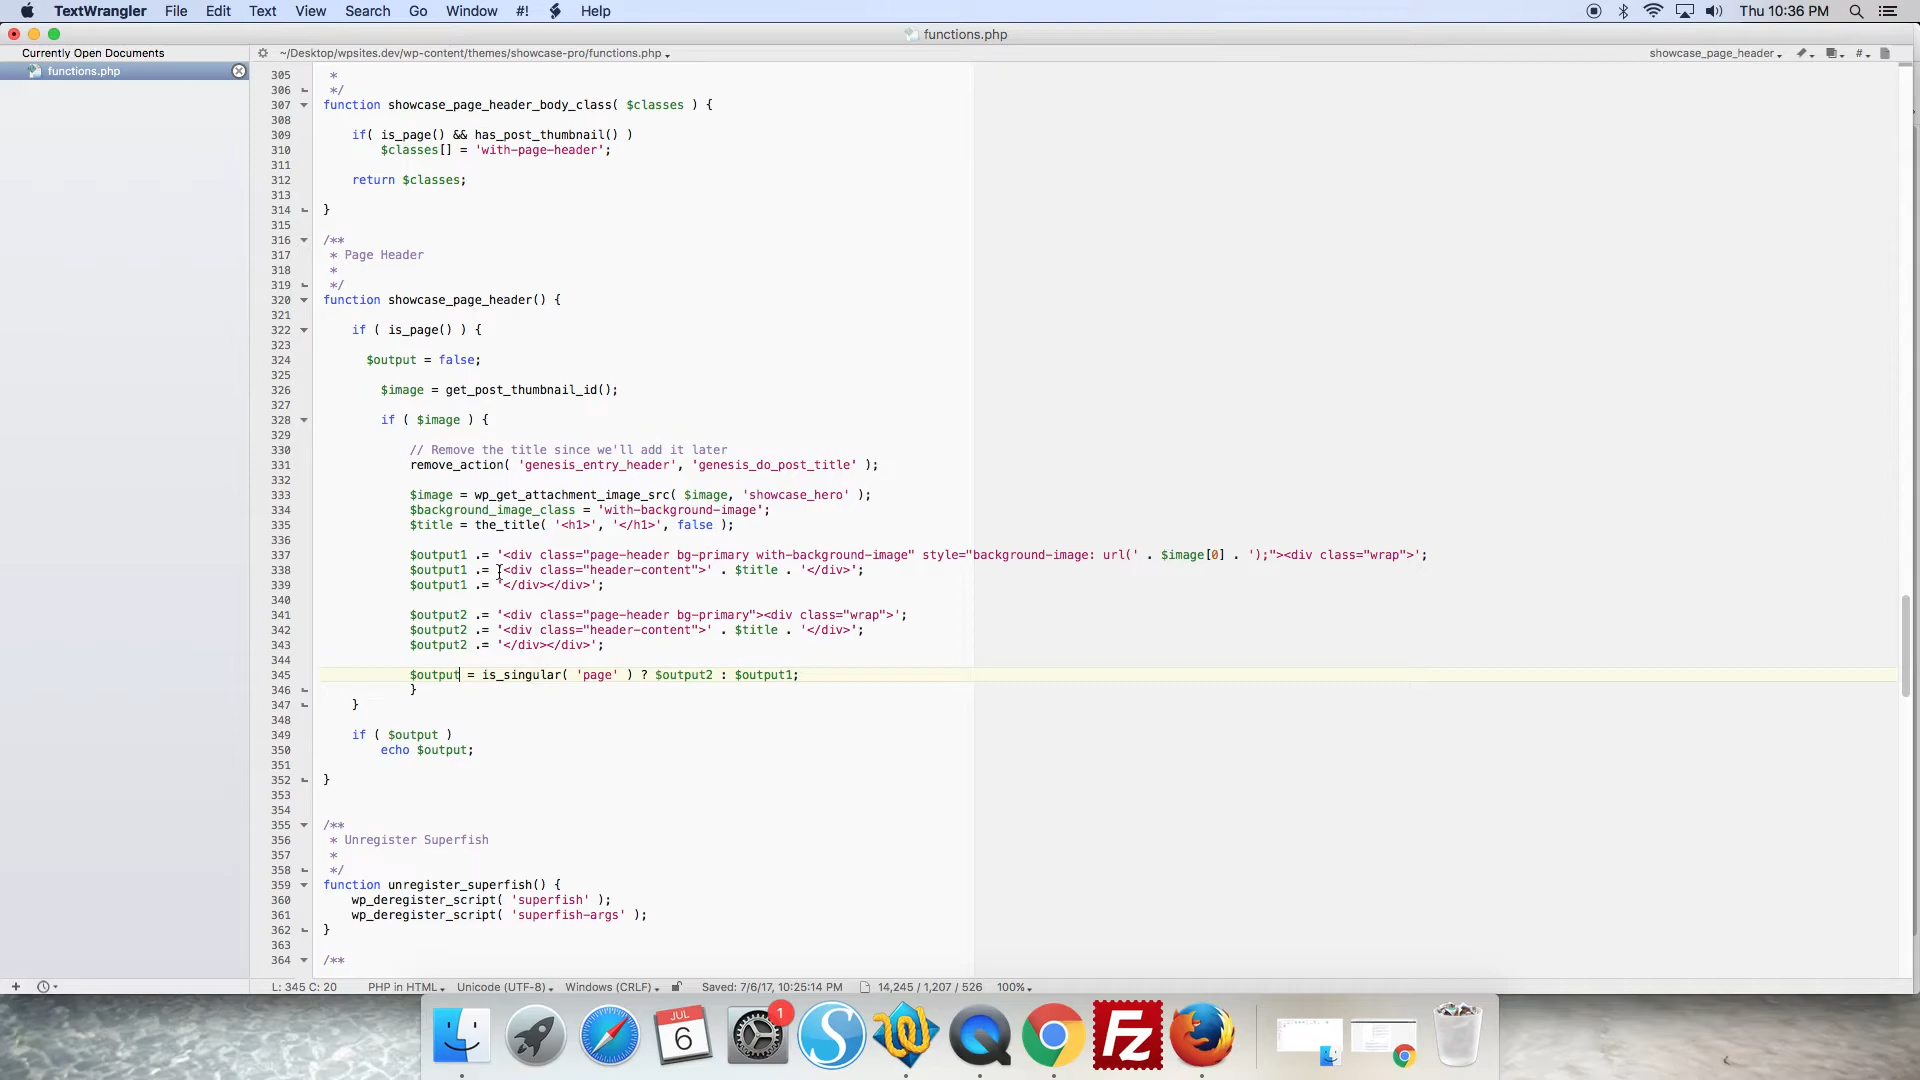 TextWrangler File Edit Text View Search Go Window #! Help Thu 10:36 PM
functions.php
Currently Open Documents ~/Desktop/wpsites.dev/wp-content/themes/showcase-pro/functions.php showcase_page_header #
functions.php
305 *
306 */
307 function showcase_page_header_body_class( $classes ) {
308
309 if( is_page() && has_post_thumbnail() )
310 $classes[] = 'with-page-header';
311
312 return $classes;
313
314 }
315
316 /**
317 * Page Header
318 *
319 */
320 function showcase_page_header() {
321
322 if ( is_page() ) {
323
324 $output = false;
325
326 $image = get_post_thumbnail_id();
327
328 if ( $image ) {
329
330 // Remove the title since we'll add it later
331 remove_action( 'genesis_entry_header', 'genesis_do_post_title' );
332
333 $image = wp_get_attachment_image_src( $image, 'showcase_hero' );
334 $background_image_class = 'with-background-image';
335 $title = the_title( '<h1>', '</h1>', false );
336
337 $output1 .= '<div class="page-header bg-primary with-background-image" style="background-image: url(' . $image[0] . ');"><div class="wrap">';
338 $output1 .= '<div class="header-content">' . $title . '</div>';
339 $output1 .= '</div></div>';
340
341 $output2 .= '<div class="page-header bg-primary"><div class="wrap">';
342 $output2 .= '<div class="header-content">' . $title . '</div>';
343 $output2 .= '</div></div>';
344
345 $output = is_singular( 'page' ) ? $output2 : $output1;
346 }
347 }
348
349 if ( $output )
350 echo $output;
351
352 }
353
354
355 /**
356 * Unregister Superfish
357 *
358 */
359 function unregister_superfish() {
360 wp_deregister_script( 'superfish' );
361 wp_deregister_script( 'superfish-args' );
362 }
363
364 /**
L: 345 C: 20 PHP in HTML Unicode (UTF-8) Windows (CRLF) Saved: 7/6/17, 10:25:14 PM 14,245 / 1,207 / 526 100%
JUL
6
1
S
Fz